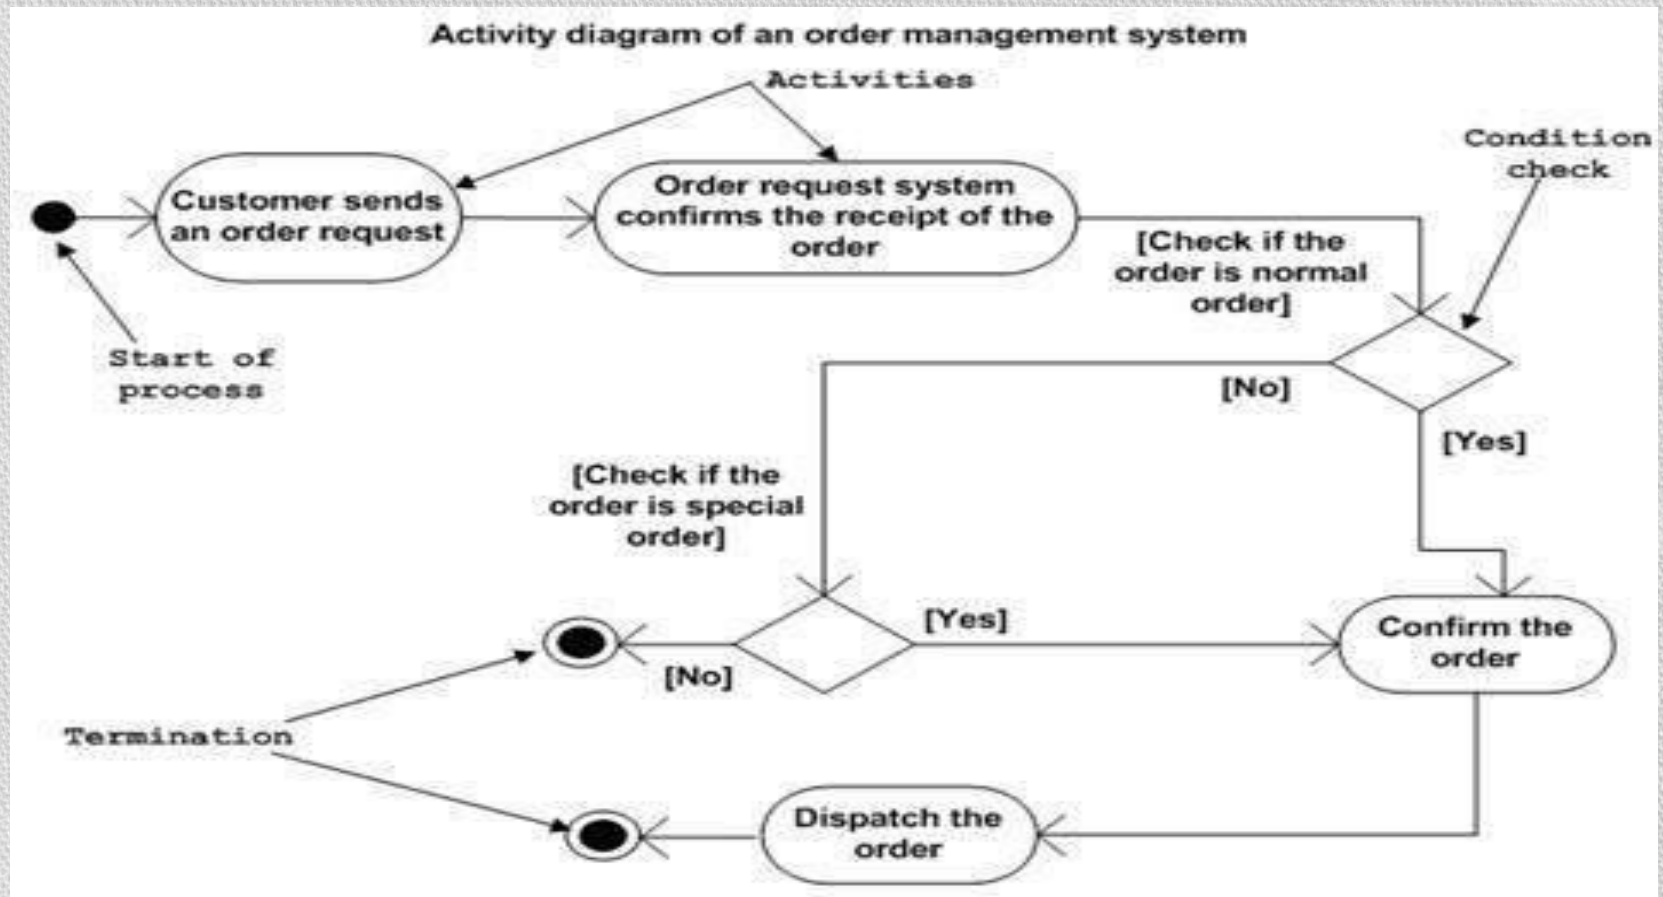 Activity diagram of an order management system
Activities
Condition
check
Customer sends
an order request
Order request system
confirms the receipt of the
order
[Check if the
order is normal
order]
Start of
process
[No]
[Yes]
[Check if the
order is special
order]
[Yes]
[No]
Confirm the
order
Termination
Dispatch the
order